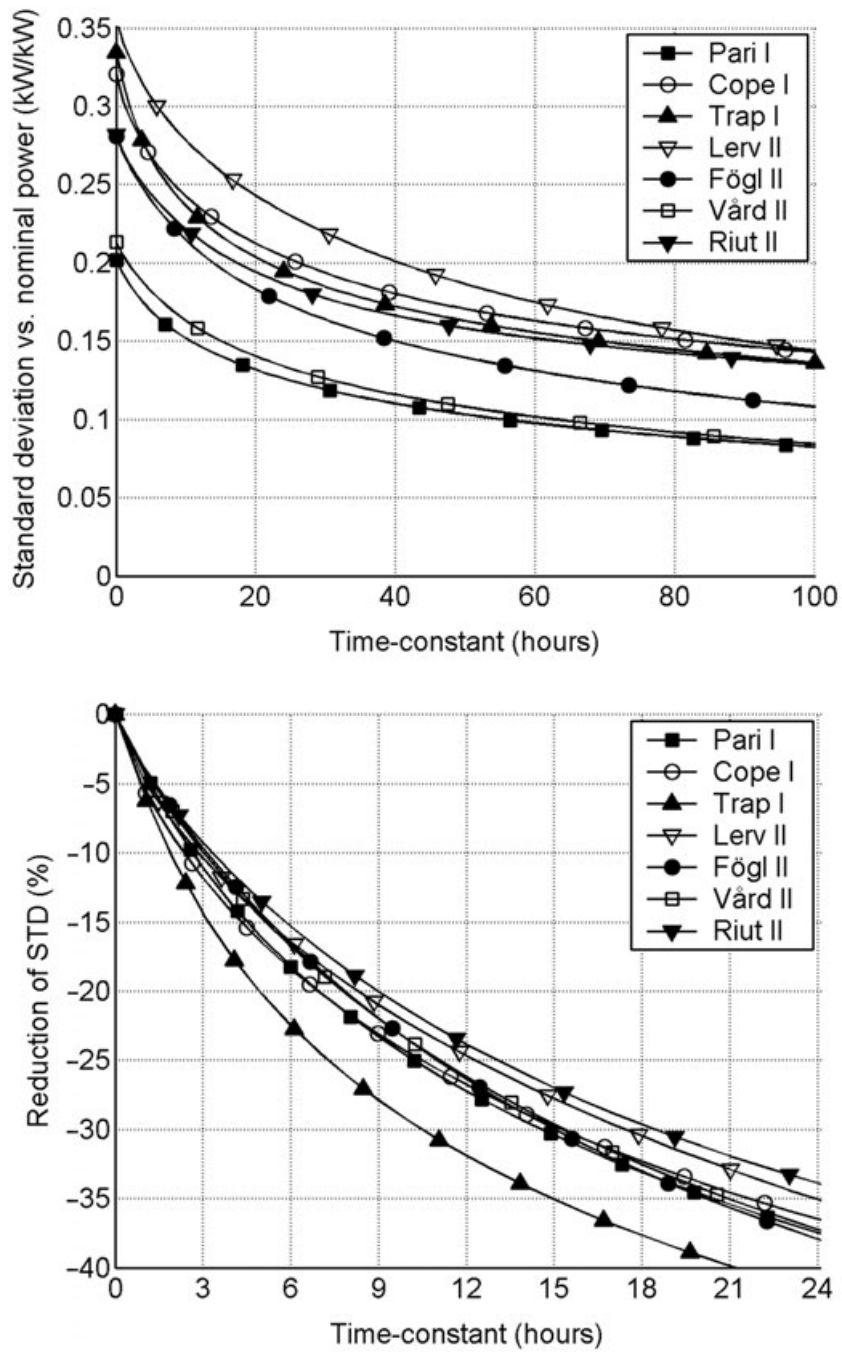 Standard deviation vs. nominal power (kW/kW)
0.35
0.3
0.25
0.2
0.15
0.1
0.05
0
Pari I
Cope I
Trap I
Lerv II
Fögl II
Vård II
Riut II
0 20 40 60 80 100
Time-constant (hours)
Reduction of STD (%)
0
–5
–10
–15
–20
–25
–30
–35
–40
Pari I
Cope I
Trap I
Lerv II
Fögl II
Vård II
Riut II
0 3 6 9 12 15 18 21 24
Time-constant (hours)